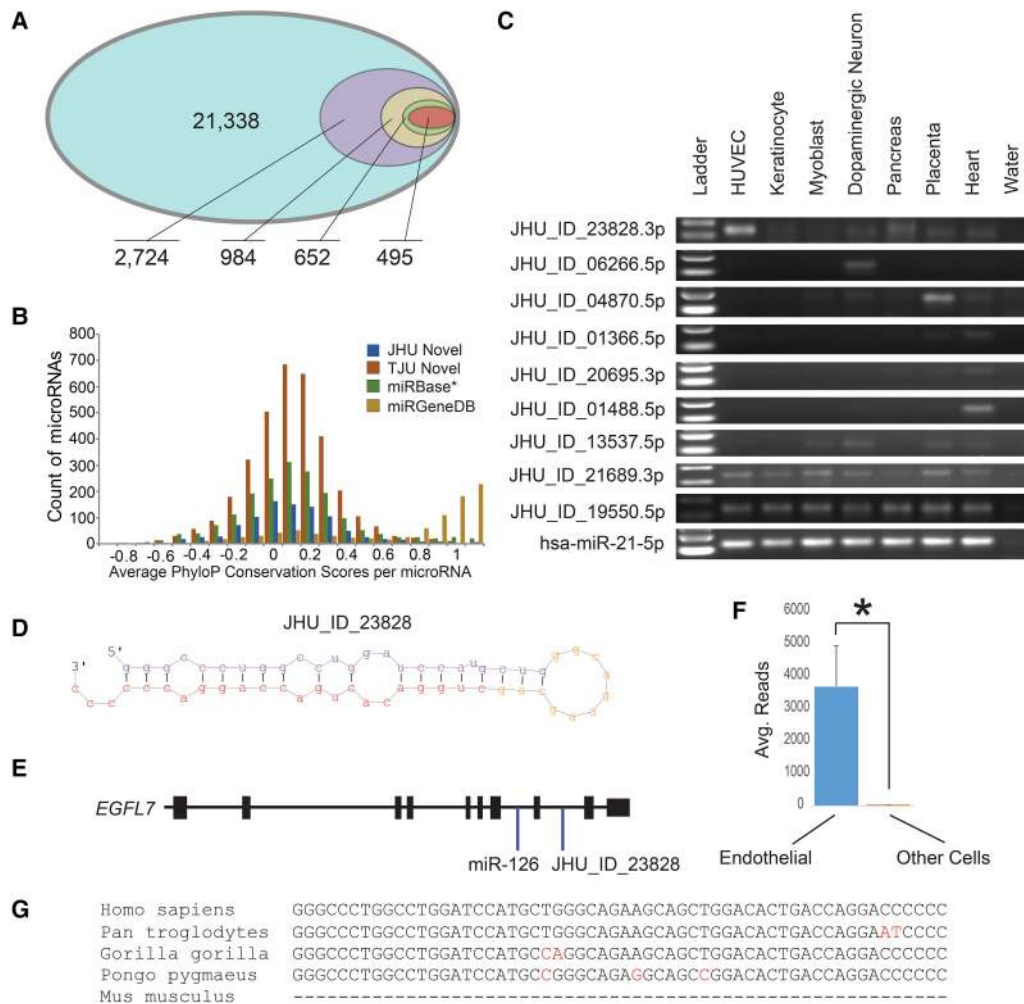 A
21,338
2,724
984
652
495
B
800
700
600
500
400
300
200
100
0
Count of microRNAs
JHU Novel
TJU Novel
miRBase*
miRGeneDB
-0.8 -0.6 -0.4 -0.2 0 0.2 0.4 0.6 0.8 1
Average PhyloP Conservation Scores per microRNA
C
Ladder
HUVEC
Keratinocyte
Myoblast
Dopaminergic Neuron
Pancreas
Placenta
Heart
Water
JHU_ID_23828.3p
JHU_ID_06266.5p
JHU_ID_04870.5p
JHU_ID_01366.5p
JHU_ID_20695.3p
JHU_ID_01488.5p
JHU_ID_13537.5p
JHU_ID_21689.3p
JHU_ID_19550.5p
hsa-miR-21-5p
D
JHU_ID_23828
5'
3'
E
EGFL7
miR-126
JHU_ID_23828
F
6000
5000
4000
3000
2000
1000
0
Avg. Reads
*
Endothelial
Other Cells
G
Homo sapiens GGGCCCTGGCCTGGATCCATGCTGGGCAGAAGCAGCTGGACACTGACCAGGACCCCCC
Pan troglodytes GGGCCCTGGCCTGGATCCATGCTGGGCAGAAGCAGCTGGACACTGACCAGGAATCCCC
Gorilla gorilla GGGCCCTGGCCTGGATCCATGCCAGGCAGAAGCAGCTGGACACTGACCAGGACCCCCC
Pongo pygmaeus GGGCCCTGGCCTGGATCCATGCCGGGCAGAGGCAGCCGGACACTGACCAGGACCCCCC
Mus musculus ----------------------------------------------------------